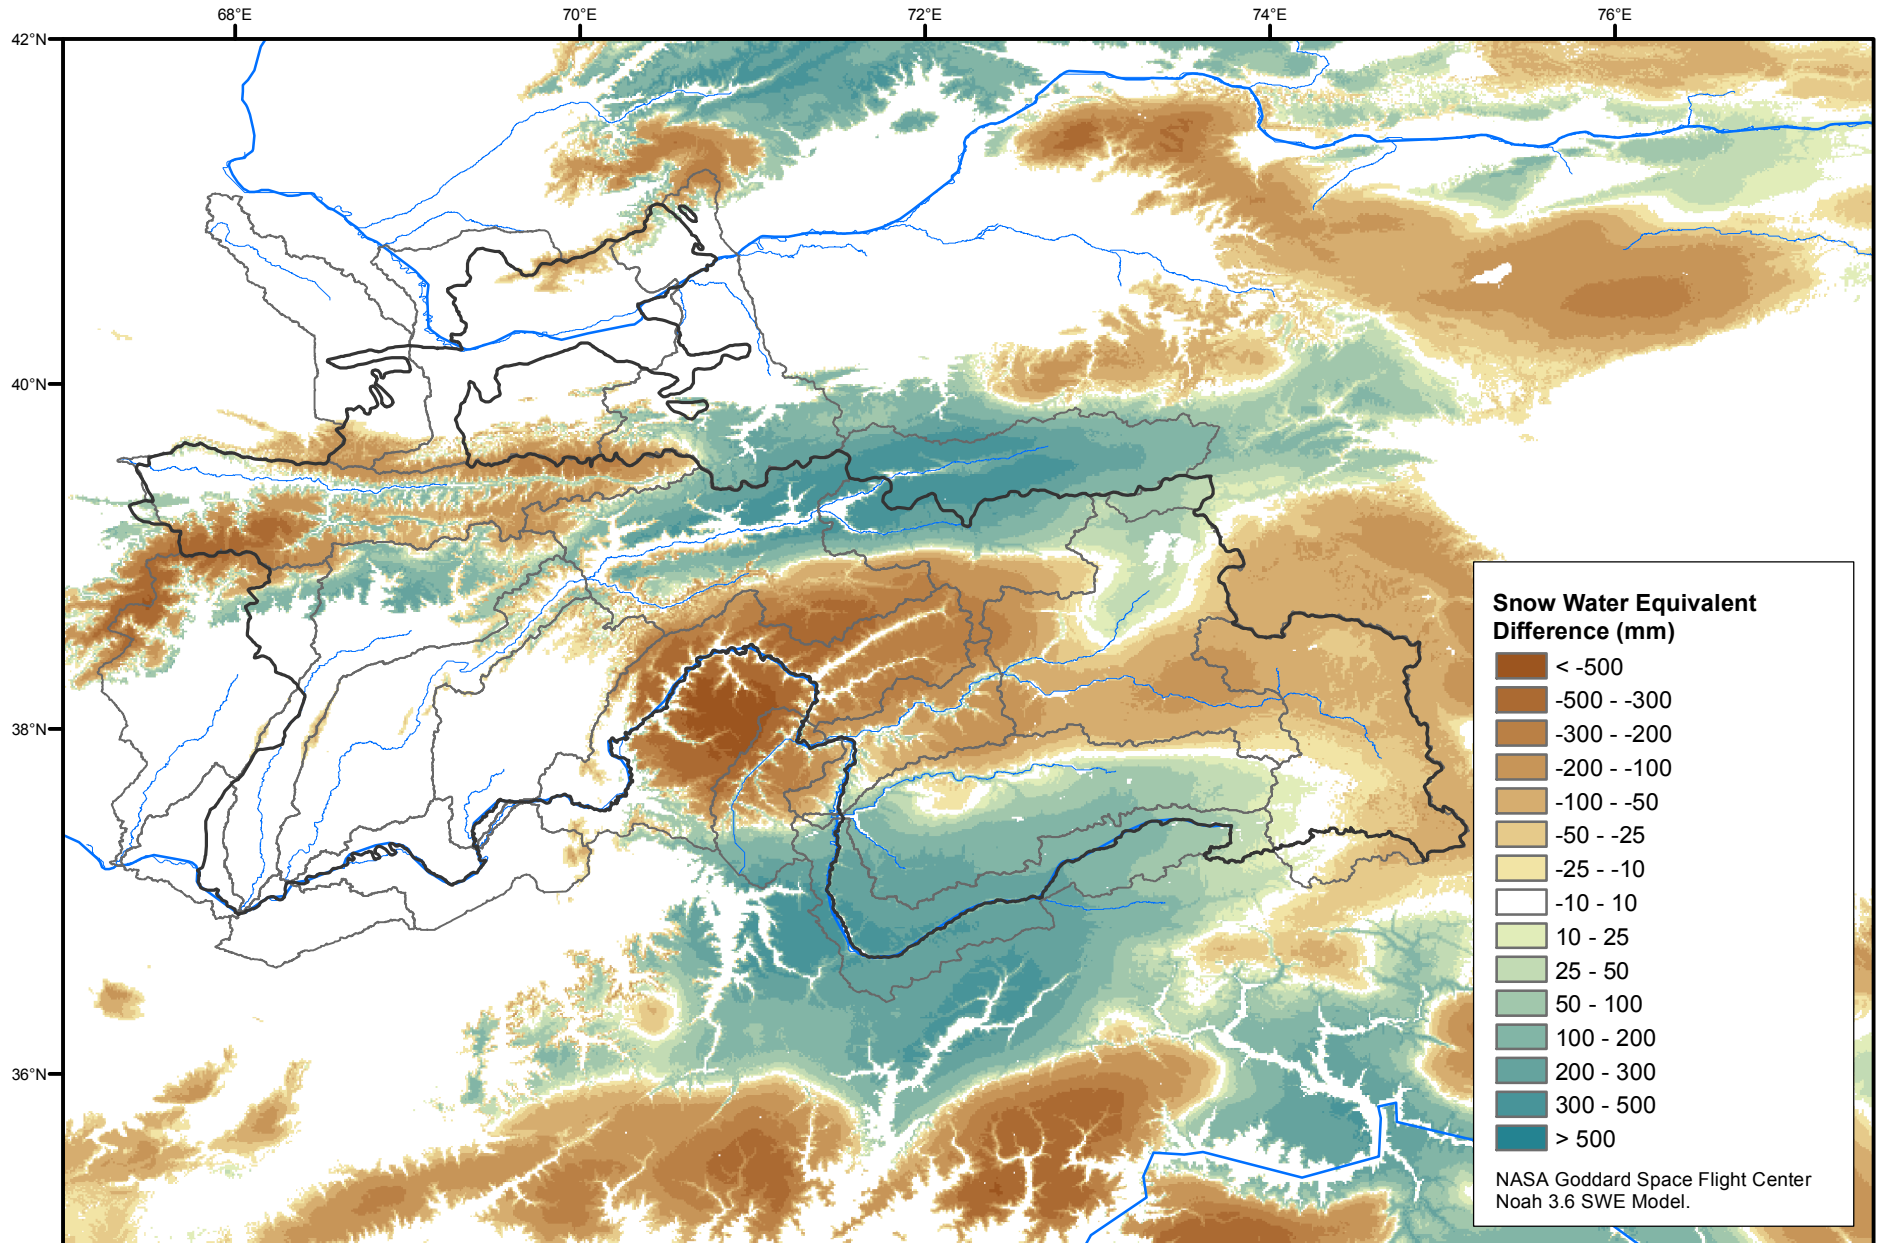 68°E
70°E
72°E
74°E
76°E
42°N
40°N
38°N
36°N
Snow Water Equivalent
Difference (mm)
< -500
-500 - -300
-300 - -200
-200 - -100
-100 - -50
-50 - -25
-25 - -10
-10 - 10
10 - 25
25 - 50
50 - 100
100 - 200
200 - 300
300 - 500
> 500
NASA Goddard Space Flight Center
Noah 3.6 SWE Model.